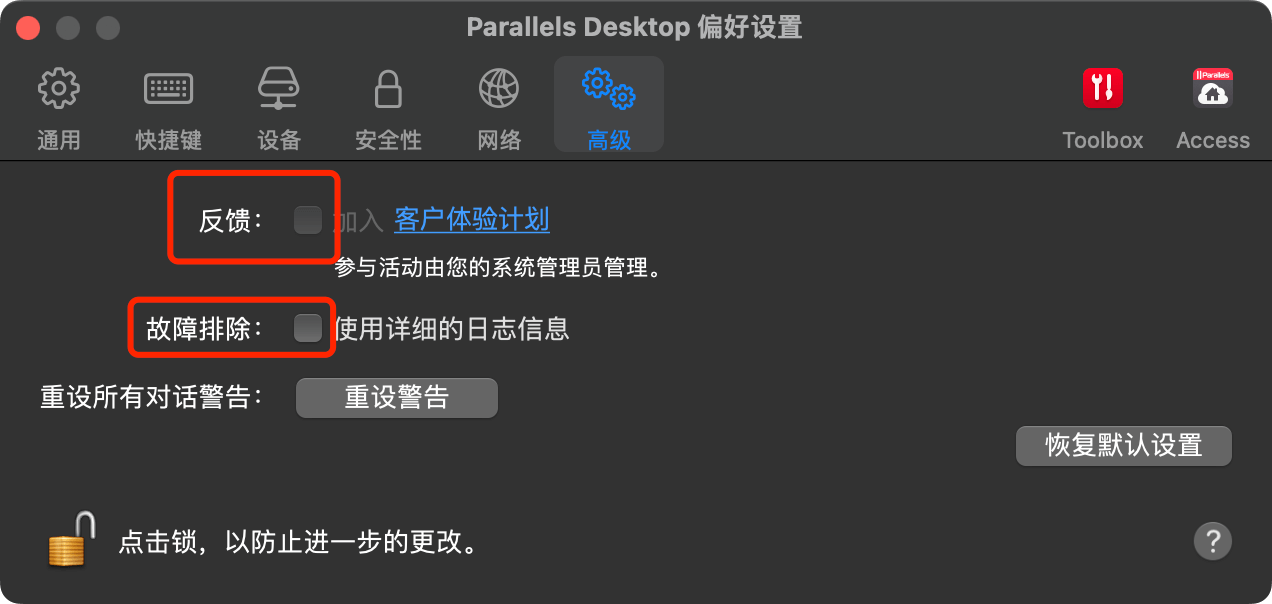 Parallels Desktop 偏好设置
通用 快捷键 设备 安全性 网络 高级 Toolbox Access
Parallels
反馈： 加入 客户体验计划
参与活动由您的系统管理员管理。
故障排除： 使用详细的日志信息
重设所有对话警告： 重设警告
恢复默认设置
点击锁，以防止进一步的更改。
?